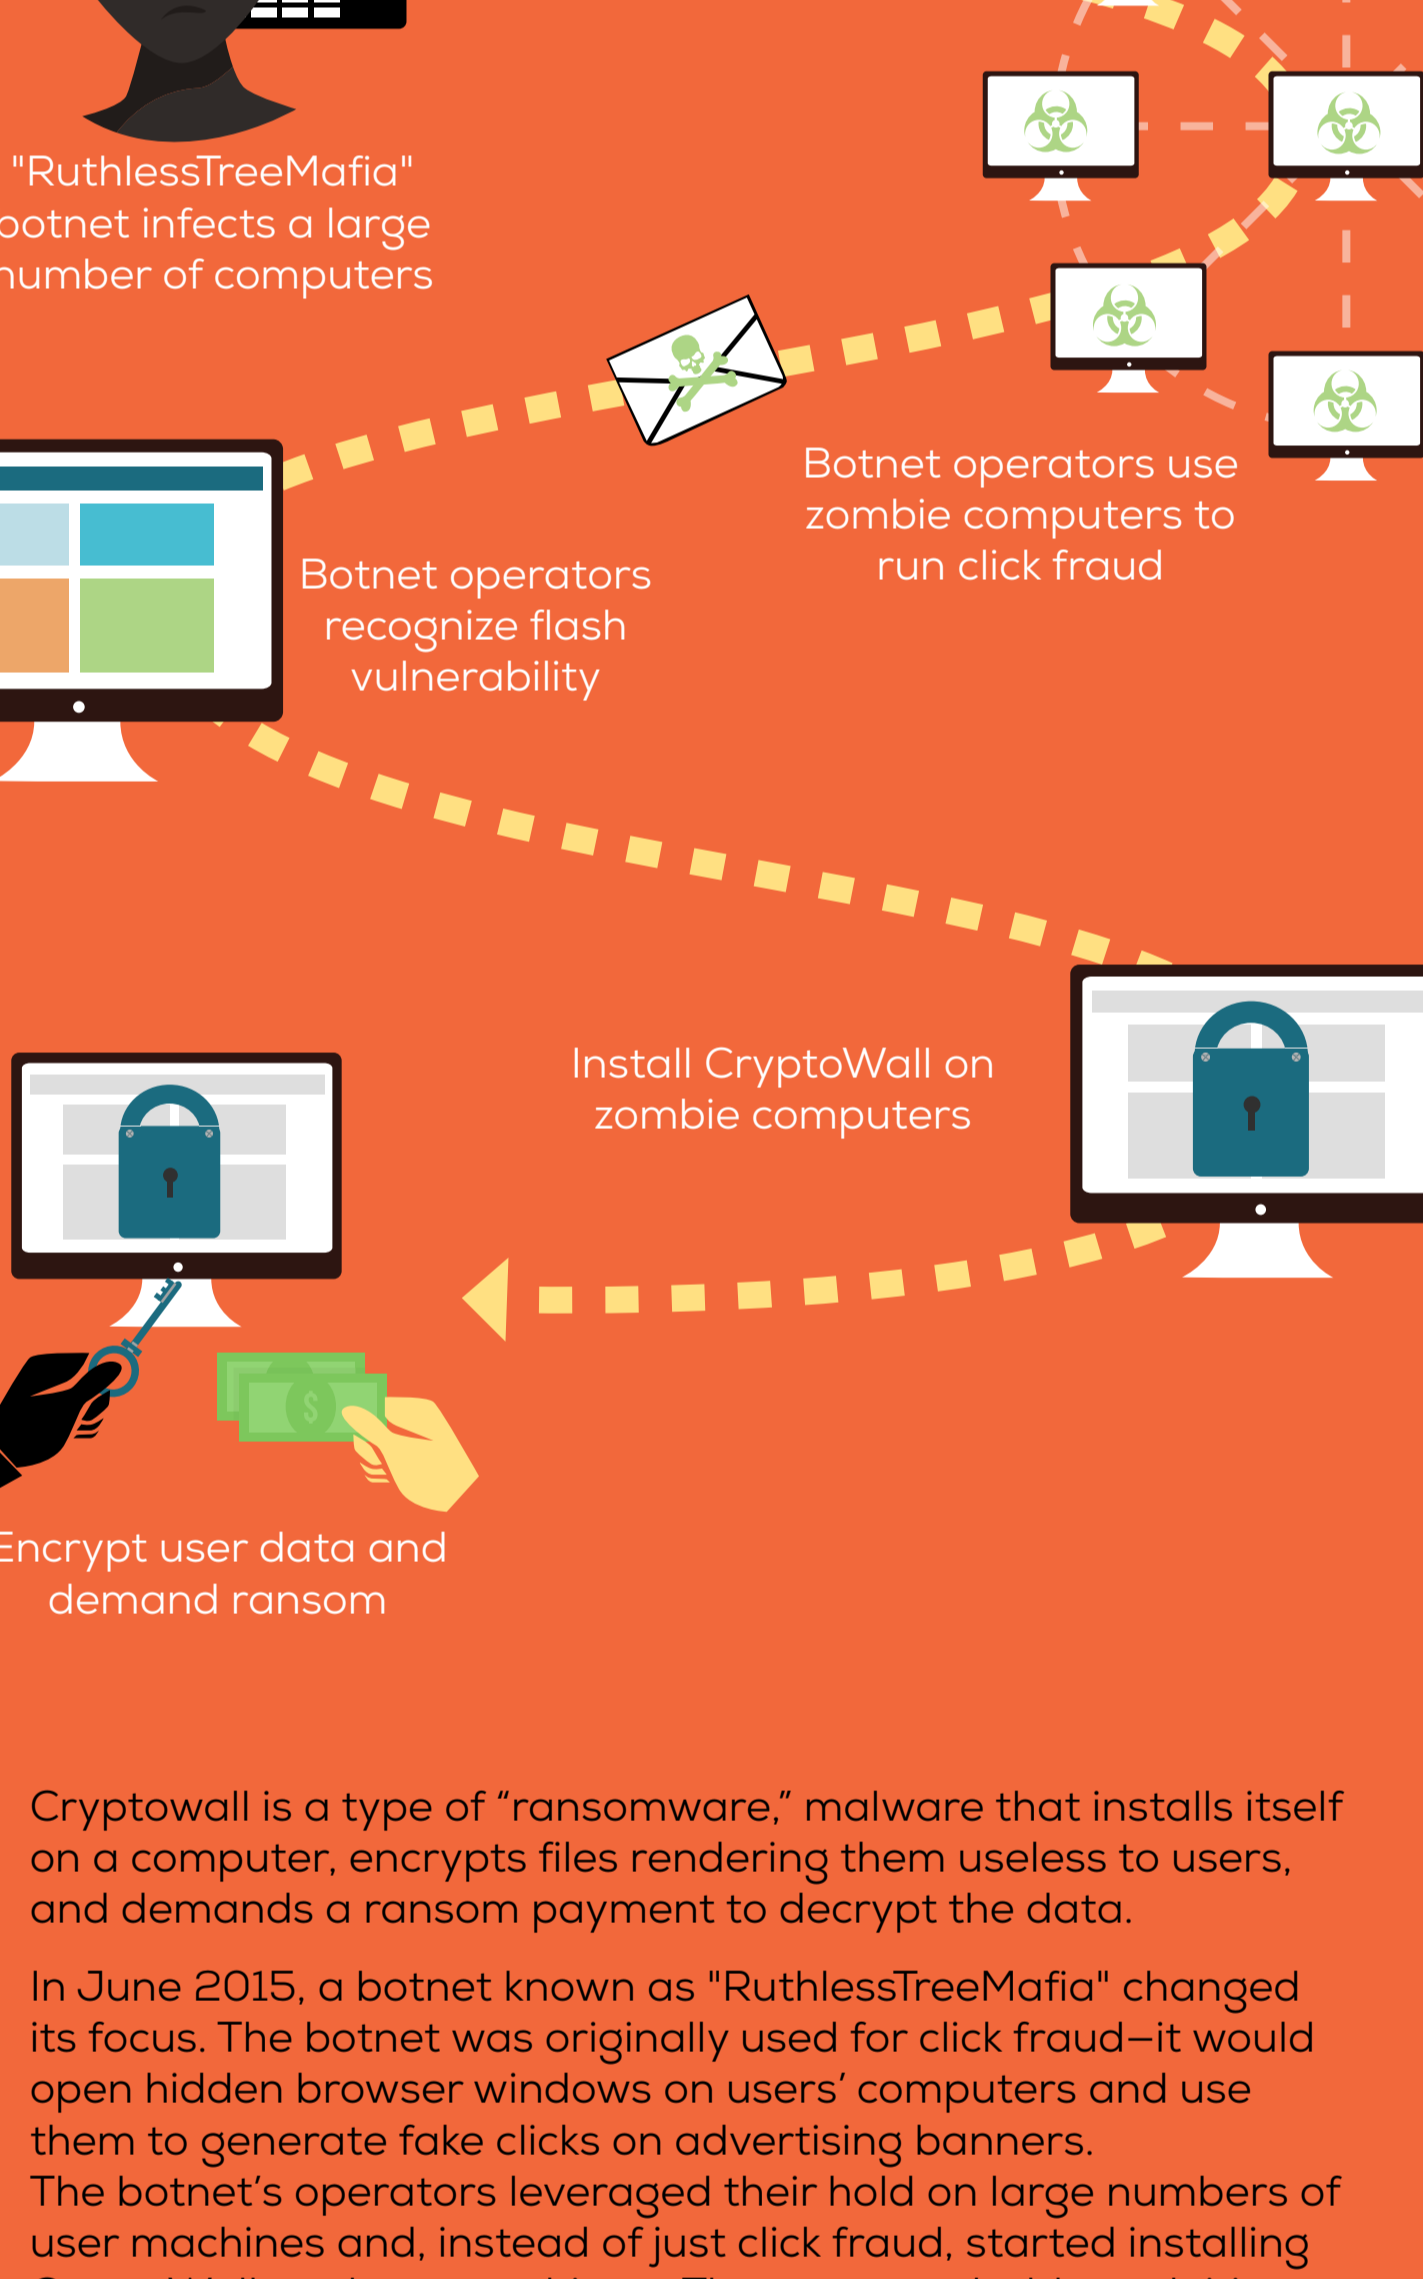 "RuthlessTreeMafia"
botnet infects a large
number of computers
Botnet operators use
zombie computers to
run click fraud
Botnet operators
recognize flash
vulnerability
Install CryptoWall on
zombie computers
$
Encrypt user data and
demand ransom
Cryptowall is a type of “ransomware,” malware that installs itself
on a computer, encrypts files rendering them useless to users,
and demands a ransom payment to decrypt the data.
In June 2015, a botnet known as "RuthlessTreeMafia" changed
its focus. The botnet was originally used for click fraud—it would
open hidden browser windows on users’ computers and use
them to generate fake clicks on advertising banners.
The botnet’s operators leveraged their hold on large numbers of
user machines and, instead of just click fraud, started installing